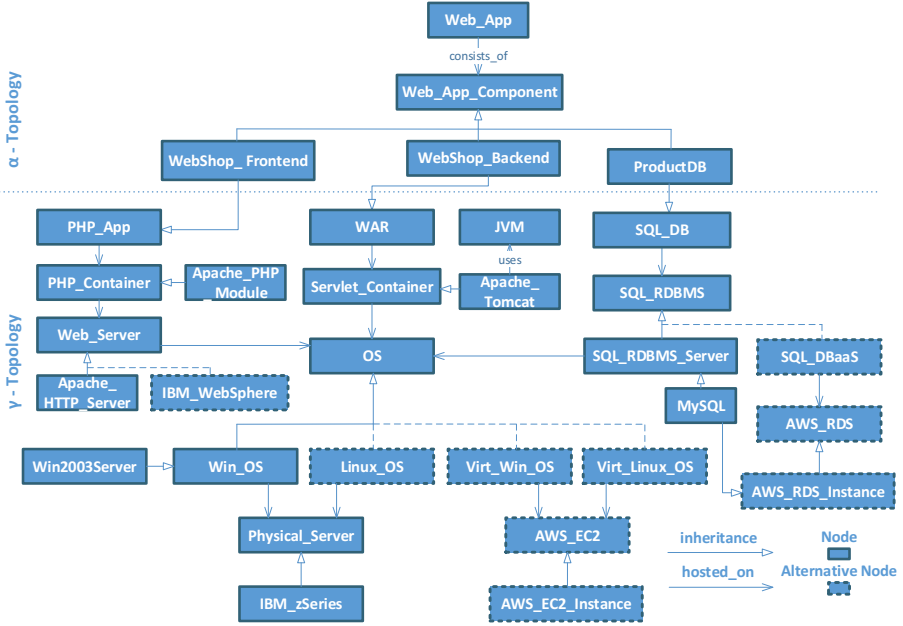 Web_App
consists_of
Web_App_Component
α - Topology
WebShop_ Frontend
WebShop_Backend
ProductDB
PHP_App
WAR
JVM
SQL_DB
uses
PHP_Container
Apache_PHP
_Module
Servlet_Container
Apache_
Tomcat
SQL_RDBMS
γ - Topology
Web_Server
OS
SQL_RDBMS_Server
SQL_DBaaS
Apache_
HTTP_Server
IBM_WebSphere
MySQL
AWS_RDS
Win2003Server
Win_OS
Linux_OS
Virt_Win_OS
Virt_Linux_OS
AWS_RDS_Instance
Physical_Server
AWS_EC2
inheritance
Node
hosted_on
Alternative Node
IBM_zSeries
AWS_EC2_Instance